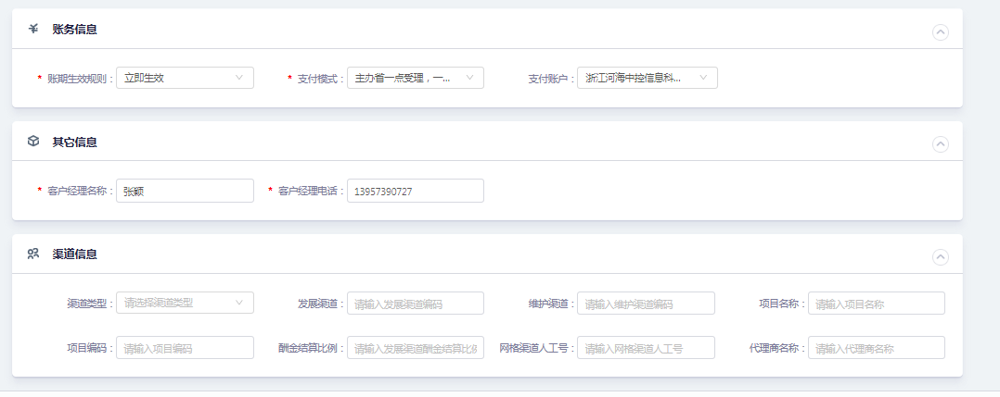 账务信息
* 账期生效规则： 立即生效 * 支付模式： 主办省一点受理，一... 支付账户： 浙江河海中控信息科...
其它信息
* 客户经理名称： 张颖 * 客户经理电话： 13957390727
渠道信息
渠道类型： 请选择渠道类型 发展渠道： 请输入发展渠道编码 维护渠道： 请输入维护渠道编码 项目名称： 请输入项目名称
项目编码： 请输入项目编码 酬金结算比例： 请输入发展渠道酬金结算比例 网格渠道人工号： 请输入网格渠道人工号 代理商名称： 请输入代理商名称